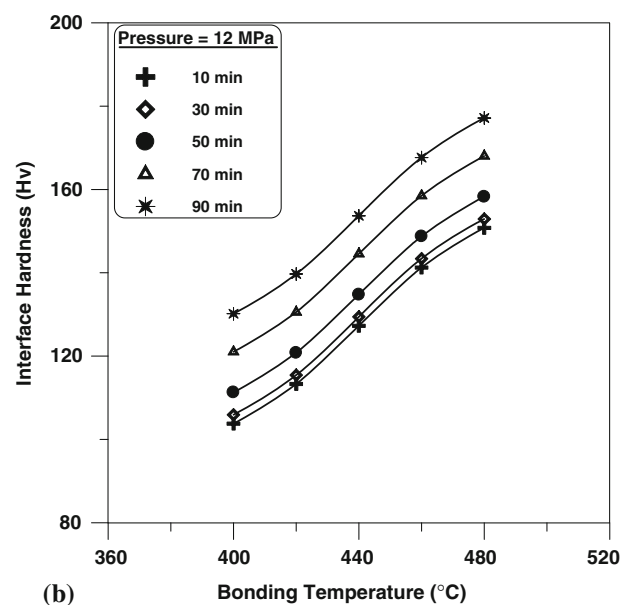 200
Pressure = 12 MPa
10 min
30 min
50 min
70 min
90 min
160
120
80
Interface Hardness (Hv)
360 400 440 480 520
(b) Bonding Temperature (°C)